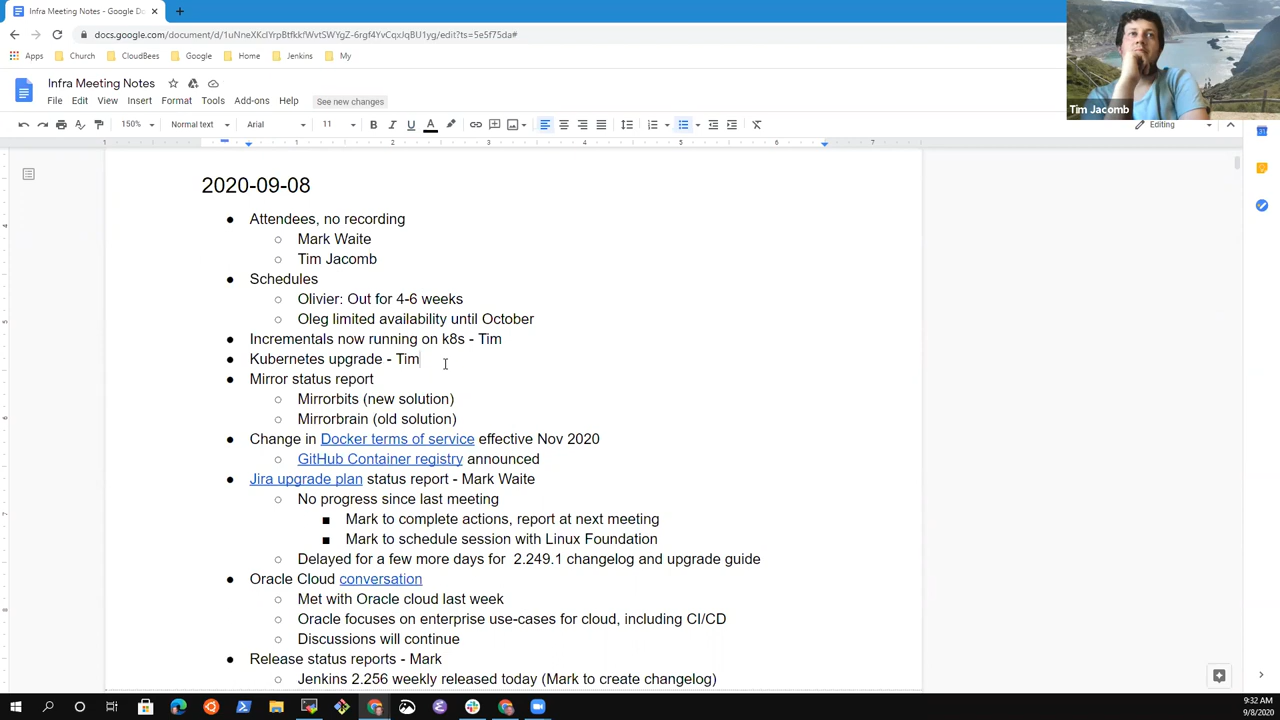 Infra Meeting Notes - Google Do
docs.google.com/document/d/
Apps Church CloudBees Google Home Jenkins My
Infra Meeting Notes
File Edit View Insert Format Tools Add-ons Help See new changes
150% Normal text Arial 11 B I U A Editing
1 1 2 3 4 5 6 7
2020-09-08
● Attendees, no recording
○ Mark Waite
○ Tim Jacomb
● Schedules
○ Olivier: Out for 4-6 weeks
○ Oleg limited availability until October
● Incrementals now running on k8s - Tim
● Kubernetes upgrade - Tim
● Mirror status report
○ Mirrorbits (new solution)
○ Mirrorbrain (old solution)
● Change in Docker terms of service effective Nov 2020
○ GitHub Container registry announced
● Jira upgrade plan status report - Mark Waite
○ No progress since last meeting
■ Mark to complete actions, report at next meeting
■ Mark to schedule session with Linux Foundation
○ Delayed for a few more days for 2.249.1 changelog and upgrade guide
● Oracle Cloud conversation
○ Met with Oracle cloud last week
○ Oracle focuses on enterprise use-cases for cloud, including CI/CD
○ Discussions will continue
● Release status reports - Mark
○ Jenkins 2.256 weekly released today (Mark to create changelog)
Tim Jacomb
9:32 AM
9/8/2020